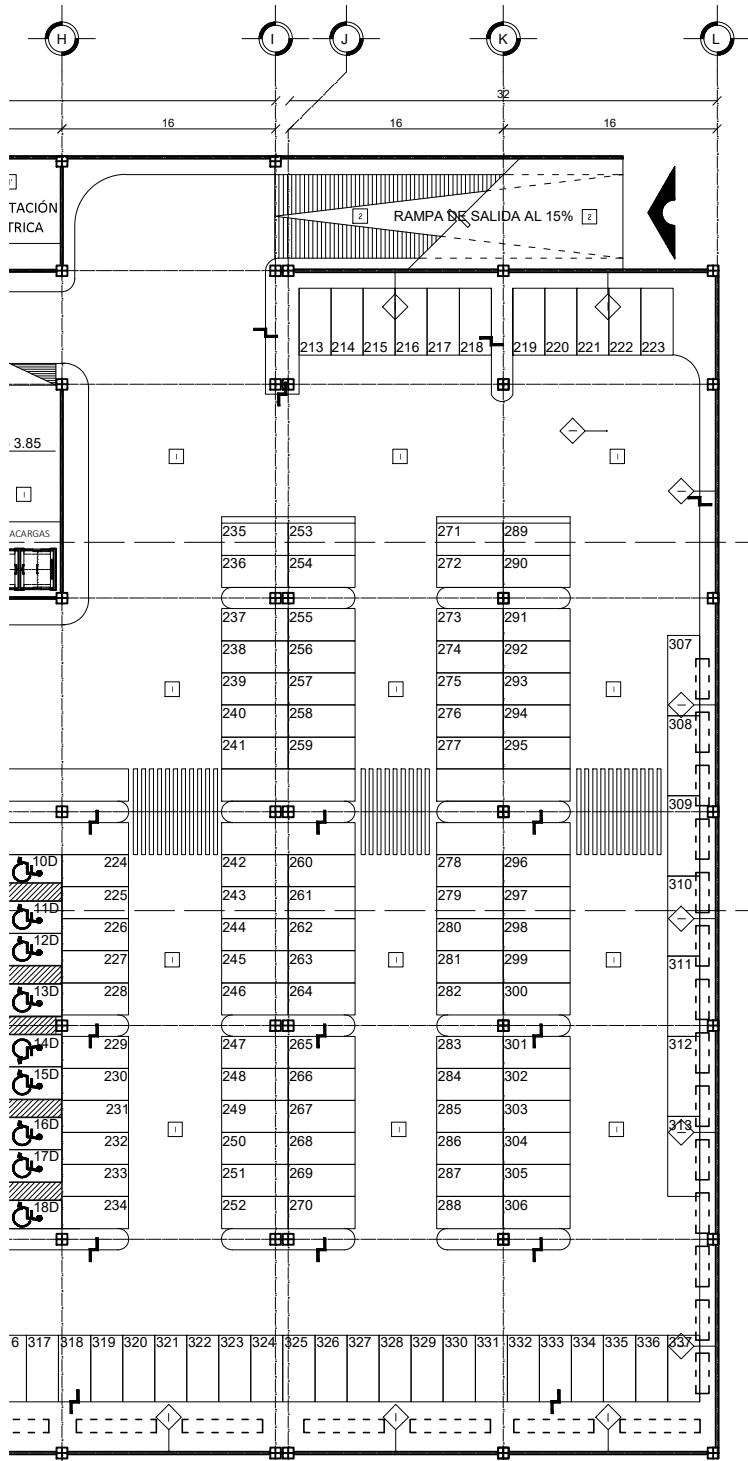 H I J K L
32
16 16 16
TACIÓN
TRICA
2 RAMPA DE SALIDA AL 15% 2
213 214 215 216 217 218 219 220 221 222 223
3.85
ACARGAS
235 253 271 289
236 254 272 290
237 255 273 291
238 256 274 292 307
239 257 275 293
240 258 276 294
308
241 259 277 295
309
10D 224 242 260 278 296
310
11D 225 243 261 279 297
12D 226 244 262 280 298
227 245 263 281 299 311
13D 228 246 264 282 300
14D 229 247 265 283 301 312
15D 230 248 266 284 302
231 249 267 285 303
16D 232 250 268 286 304 313
17D 233 251 269 287 305
18D 234 252 270 288 306
6 317 318 319 320 321 322 323 324 325 326 327 328 329 330 331 332 333 334 335 336 337